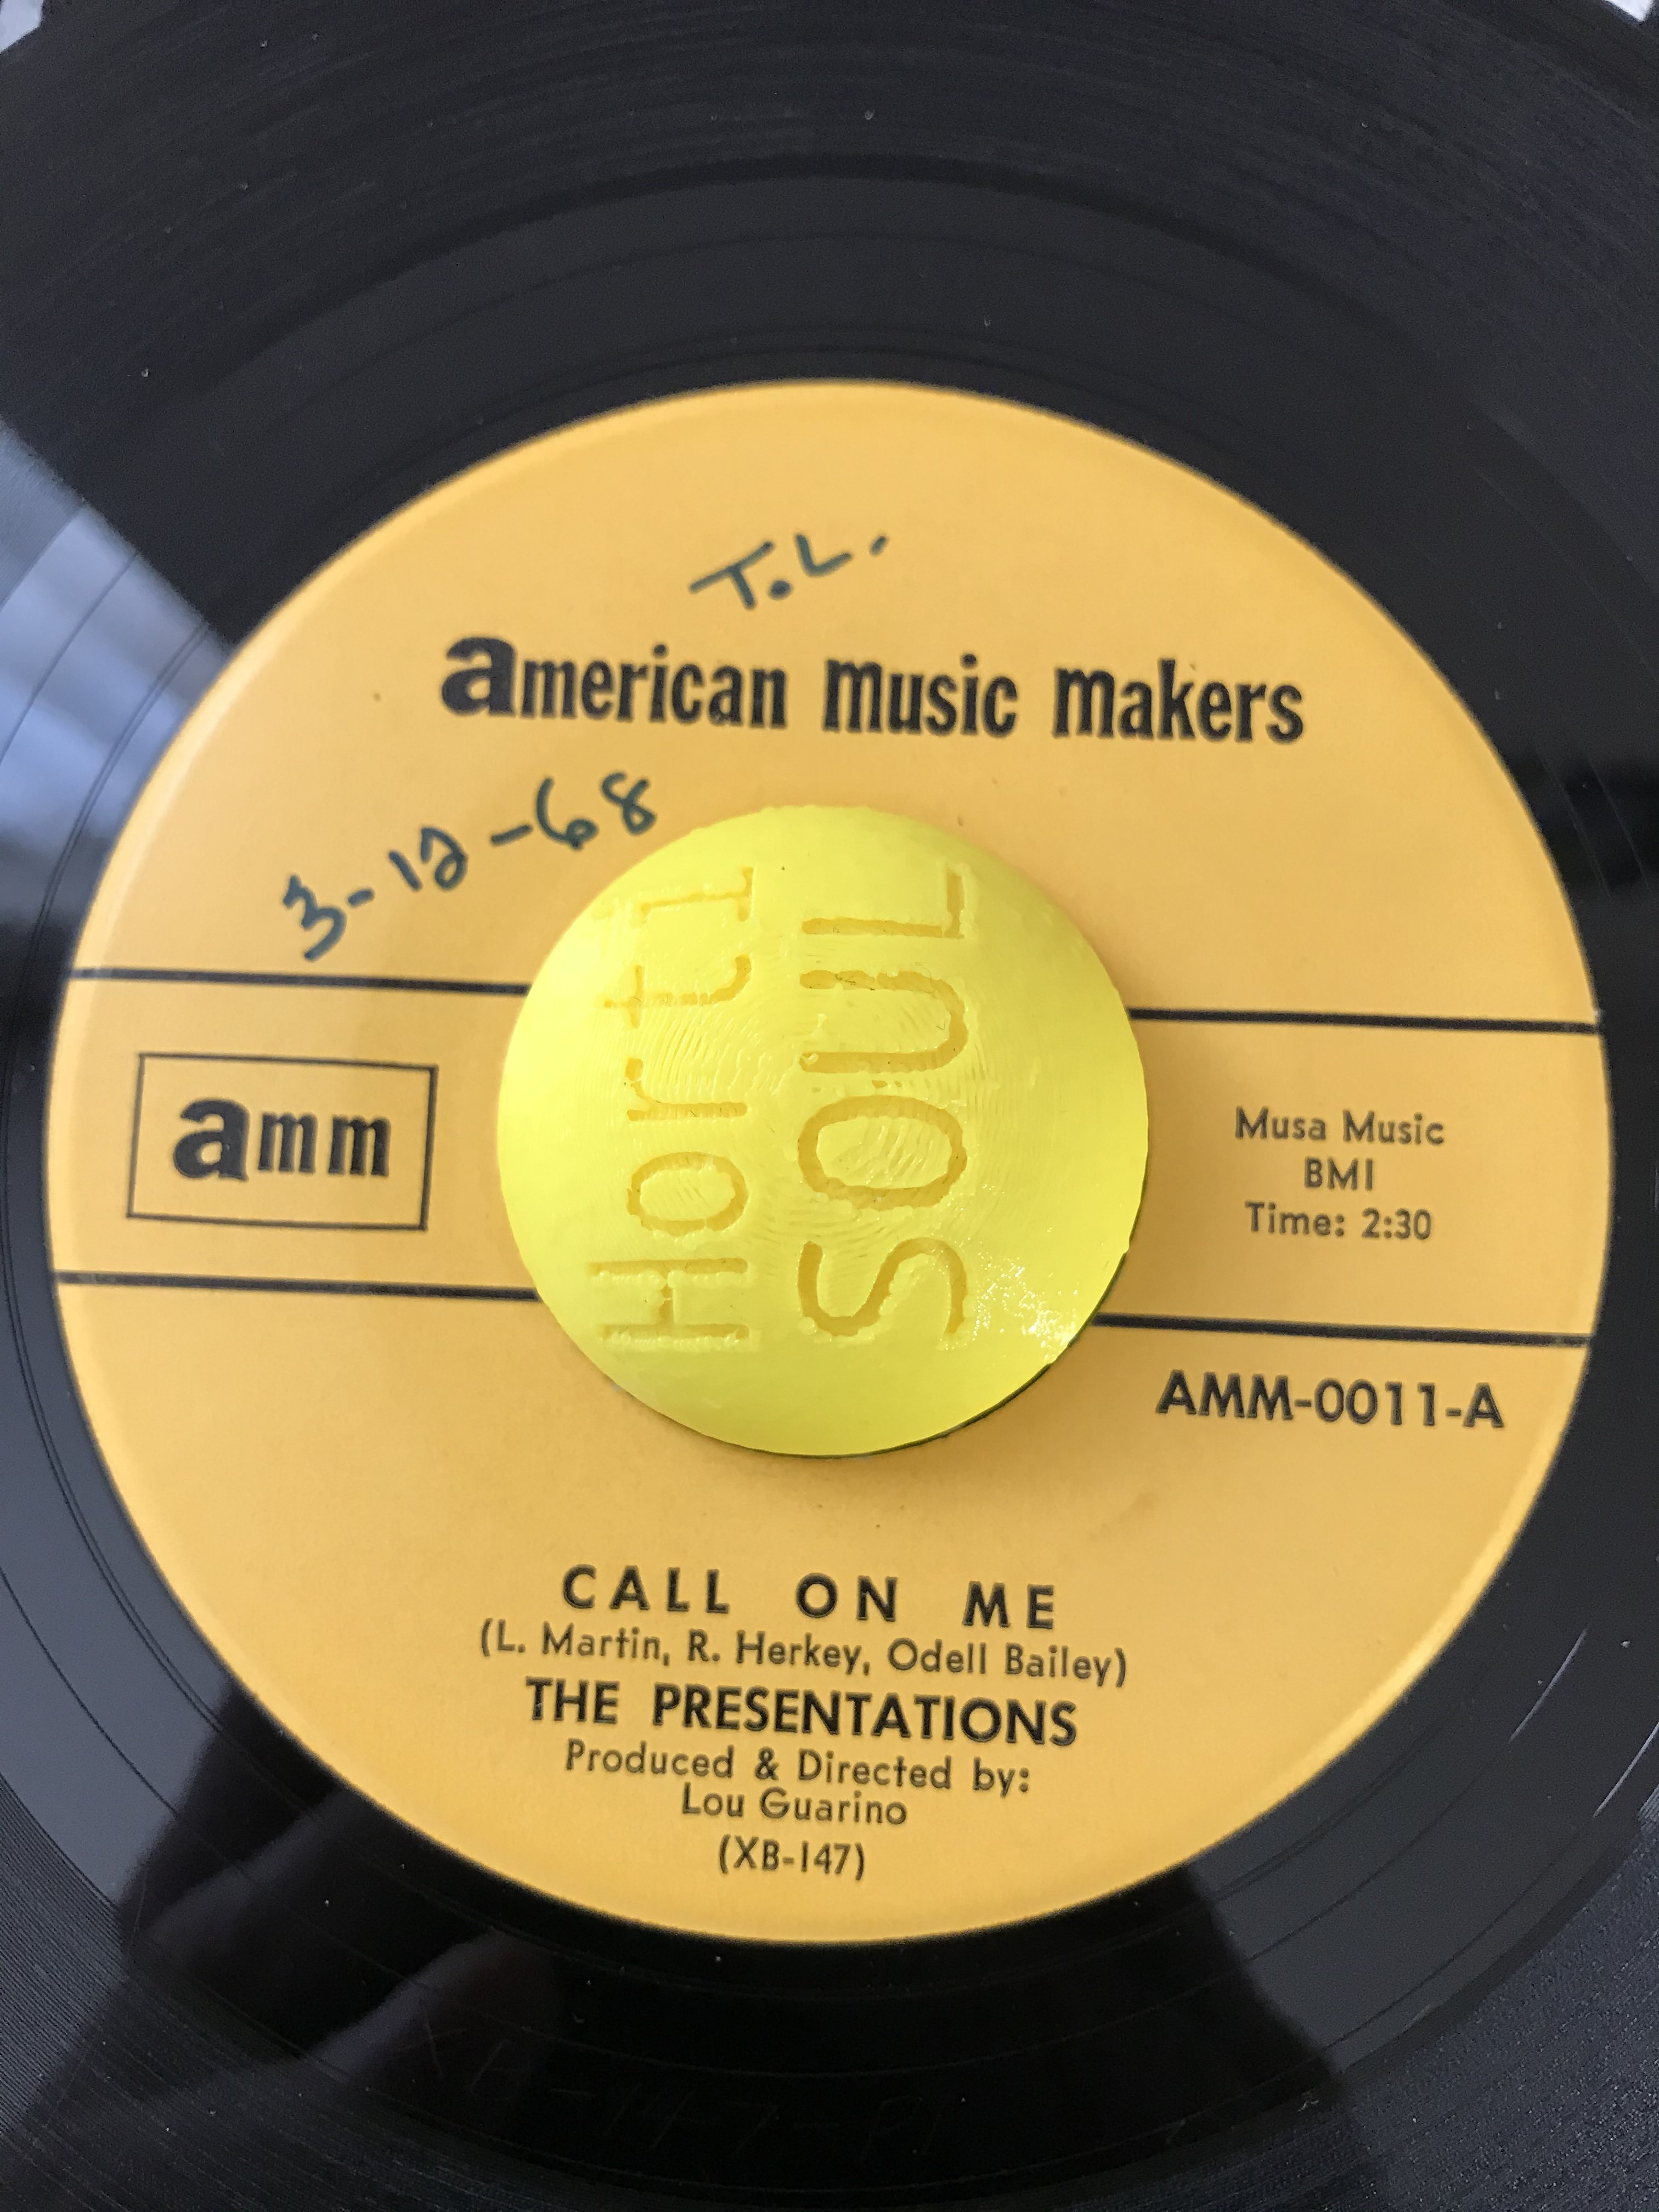 T.L.
american music makers
3-12-68
Horti
SOUL
amm
Musa Music
BMI
Time: 2:30
AMM-0011-A
CALL ON ME
(L. Martin, R. Herkey, Odell Bailey)
THE PRESENTATIONS
Produced & Directed by:
Lou Guarino
(XB-147)